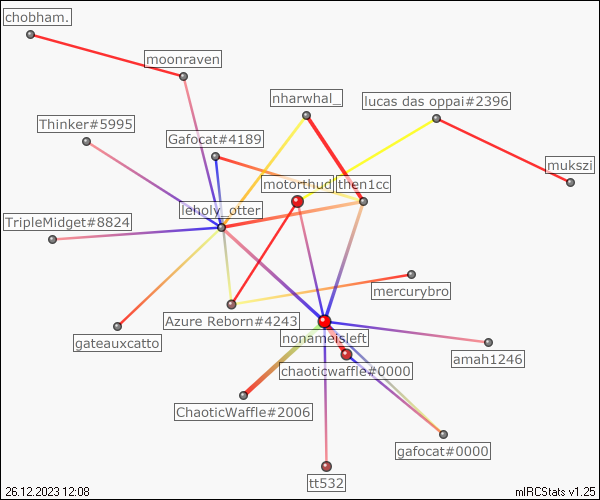 chobham.
moonraven
nharwhal_
lucas das oppai#2396
Thinker#5995
Gafocat#4189
mukszi
motorthud
then1cc
leholy_otter
TripleMidget#8824
mercurybro
Azure Reborn#4243
gateauxcatto
nonameisleft
amah1246
chaoticwaffle#0000
ChaoticWaffle#2006
gafocat#0000
tt532
26.12.2023 12:08
mIRCStats v1.25